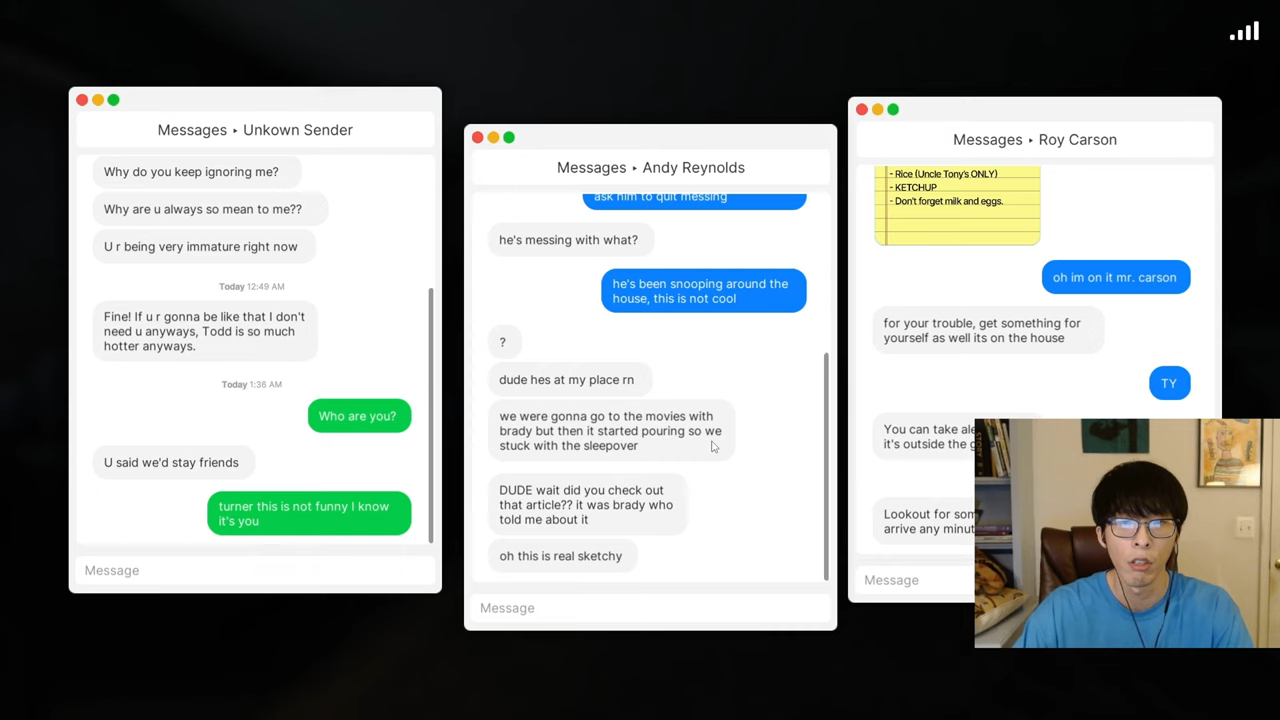 Messages ▸ Unkown Sender
Why do you keep ignoring me?
Why are u always so mean to me??
U r being very immature right now
Today 12:49 AM
Fine! If u r gonna be like that I don't
need u anyways, Todd is so much
hotter anyways.
Today 1:36 AM
Who are you?
U said we'd stay friends
turner this is not funny I know
it's you
Message
Messages ▸ Andy Reynolds
ask him to quit messing
he's messing with what?
he's been snooping around the
house, this is not cool
?
dude hes at my place rn
we were gonna go to the movies with
brady but then it started pouring so we
stuck with the sleepover
DUDE wait did you check out
that article?? it was brady who
told me about it
oh this is real sketchy
Message
Messages ▸ Roy Carson
- Rice (Uncle Tony's ONLY)
- KETCHUP
- Don't forget milk and eggs.
oh im on it mr. carson
for your trouble, get something for
yourself as well its on the house
TY
You can take
it's outside the
Lookout for
arrive any
Message